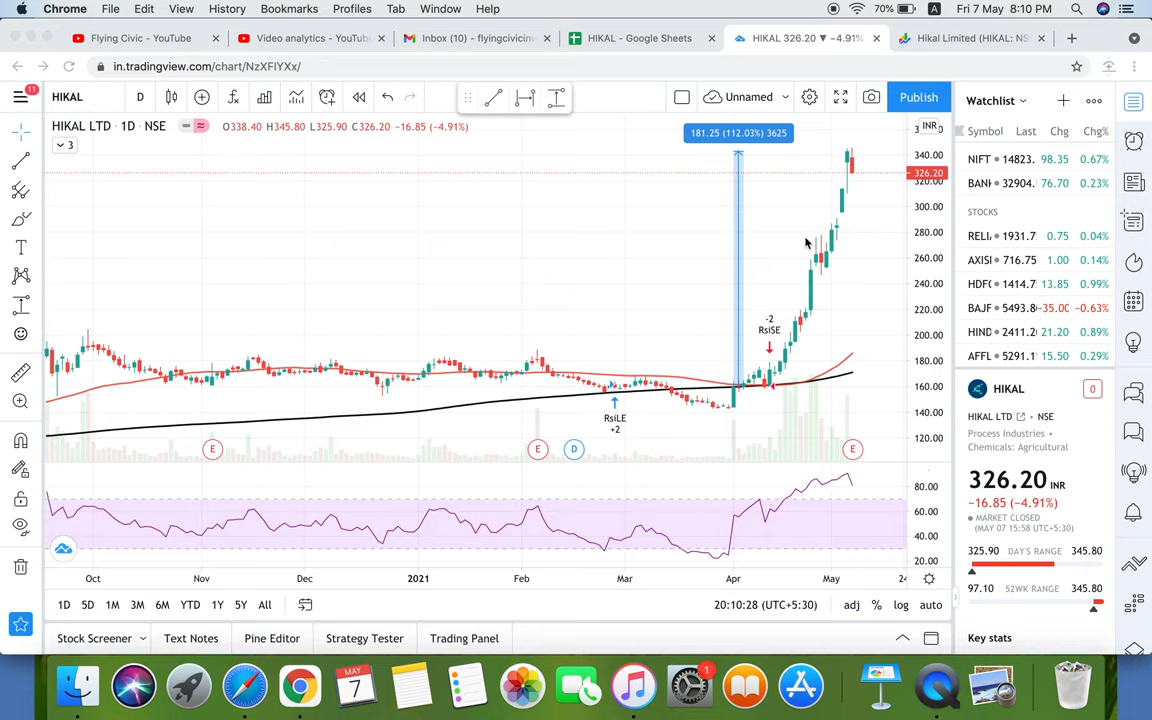 Chrome File Edit View History Bookmarks Profiles Tab Window Help 70% A Fri 7 May 8:10 PM
Flying Civic - YouTube Video analytics - YouTub Inbox (10) - flyingcivicinv HIKAL - Google Sheets HIKAL 326.20 ▼ −4.91% Hikal Limited (HIKAL: NS
in.tradingview.com/chart/NzXFIYXx/
11 HIKAL D Unnamed Publish Watchlist
HIKAL LTD • 1D • NSE O338.40 H345.80 L325.90 C326.20 −16.85 (−4.91%)
3
181.25 (112.03%) 3625
INR
340.00
326.20
320.00
300.00
280.00
260.00
240.00
220.00
200.00
180.00
160.00
140.00
120.00
-2
RsiSE
RsiLE
+2
E E D E
80.00
60.00
40.00
20.00
Oct Nov Dec 2021 Feb Mar Apr May 24
1D 5D 1M 3M 6M YTD 1Y 5Y All 20:10:28 (UTC+5:30) adj % log auto
Stock Screener Text Notes Pine Editor Strategy Tester Trading Panel
Symbol Last Chg Chg%
NIFT 14823. 98.35 0.67%
BANK 32904. 76.70 0.23%
STOCKS
RELI 1931.7 0.75 0.04%
AXISI 716.75 1.00 0.14%
HDFC 1414.7 13.85 0.99%
BAJF 5493.8 −35.00 −0.63%
HIND 2411.2 21.20 0.89%
AFFL 5291.1 15.50 0.29%
HIKAL 0
HIKAL LTD • NSE
Process Industries •
Chemicals: Agricultural
326.20 INR
−16.85 (−4.91%)
MARKET CLOSED
(MAY 07 15:58 UTC+5:30)
325.90 DAY'S RANGE 345.80
97.10 52WK RANGE 345.80
Key stats
MAY
7
1